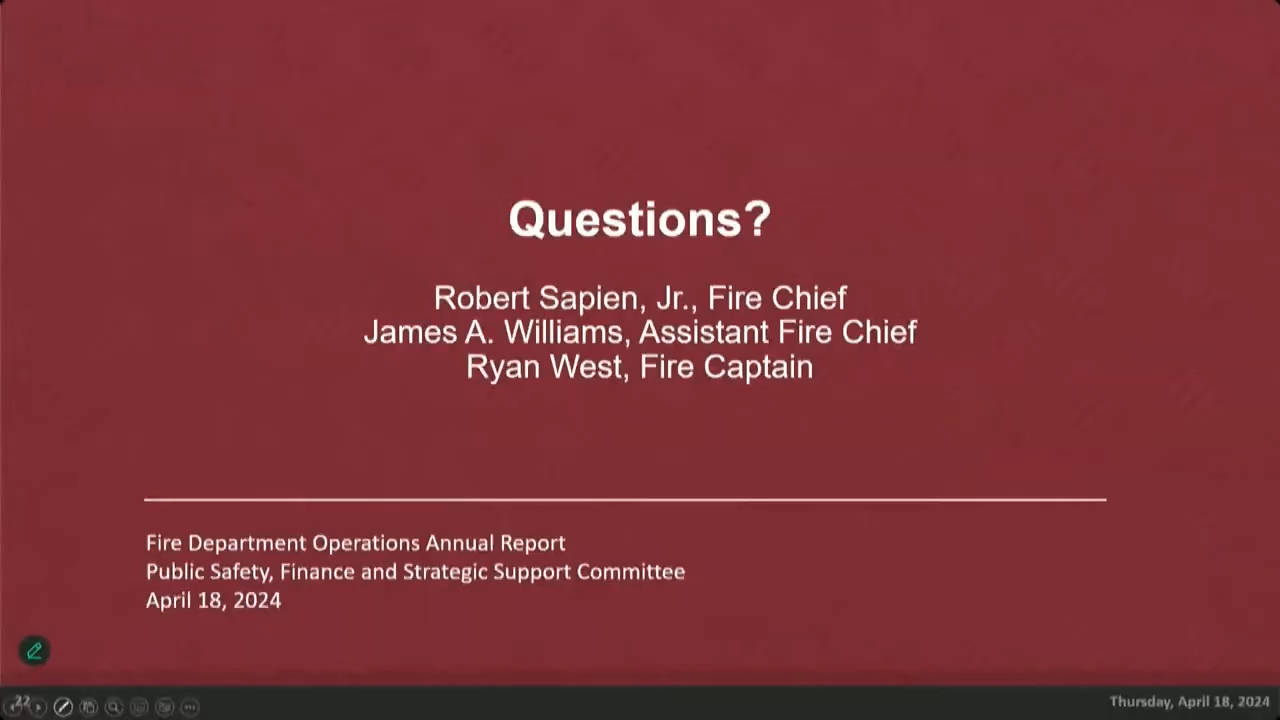 Questions?
Robert Sapien, Jr., Fire Chief
James A. Williams, Assistant Fire Chief
Ryan West, Fire Captain
Fire Department Operations Annual Report
Public Safety, Finance and Strategic Support Committee
April 18, 2024
22
Thursday, April 18, 2024